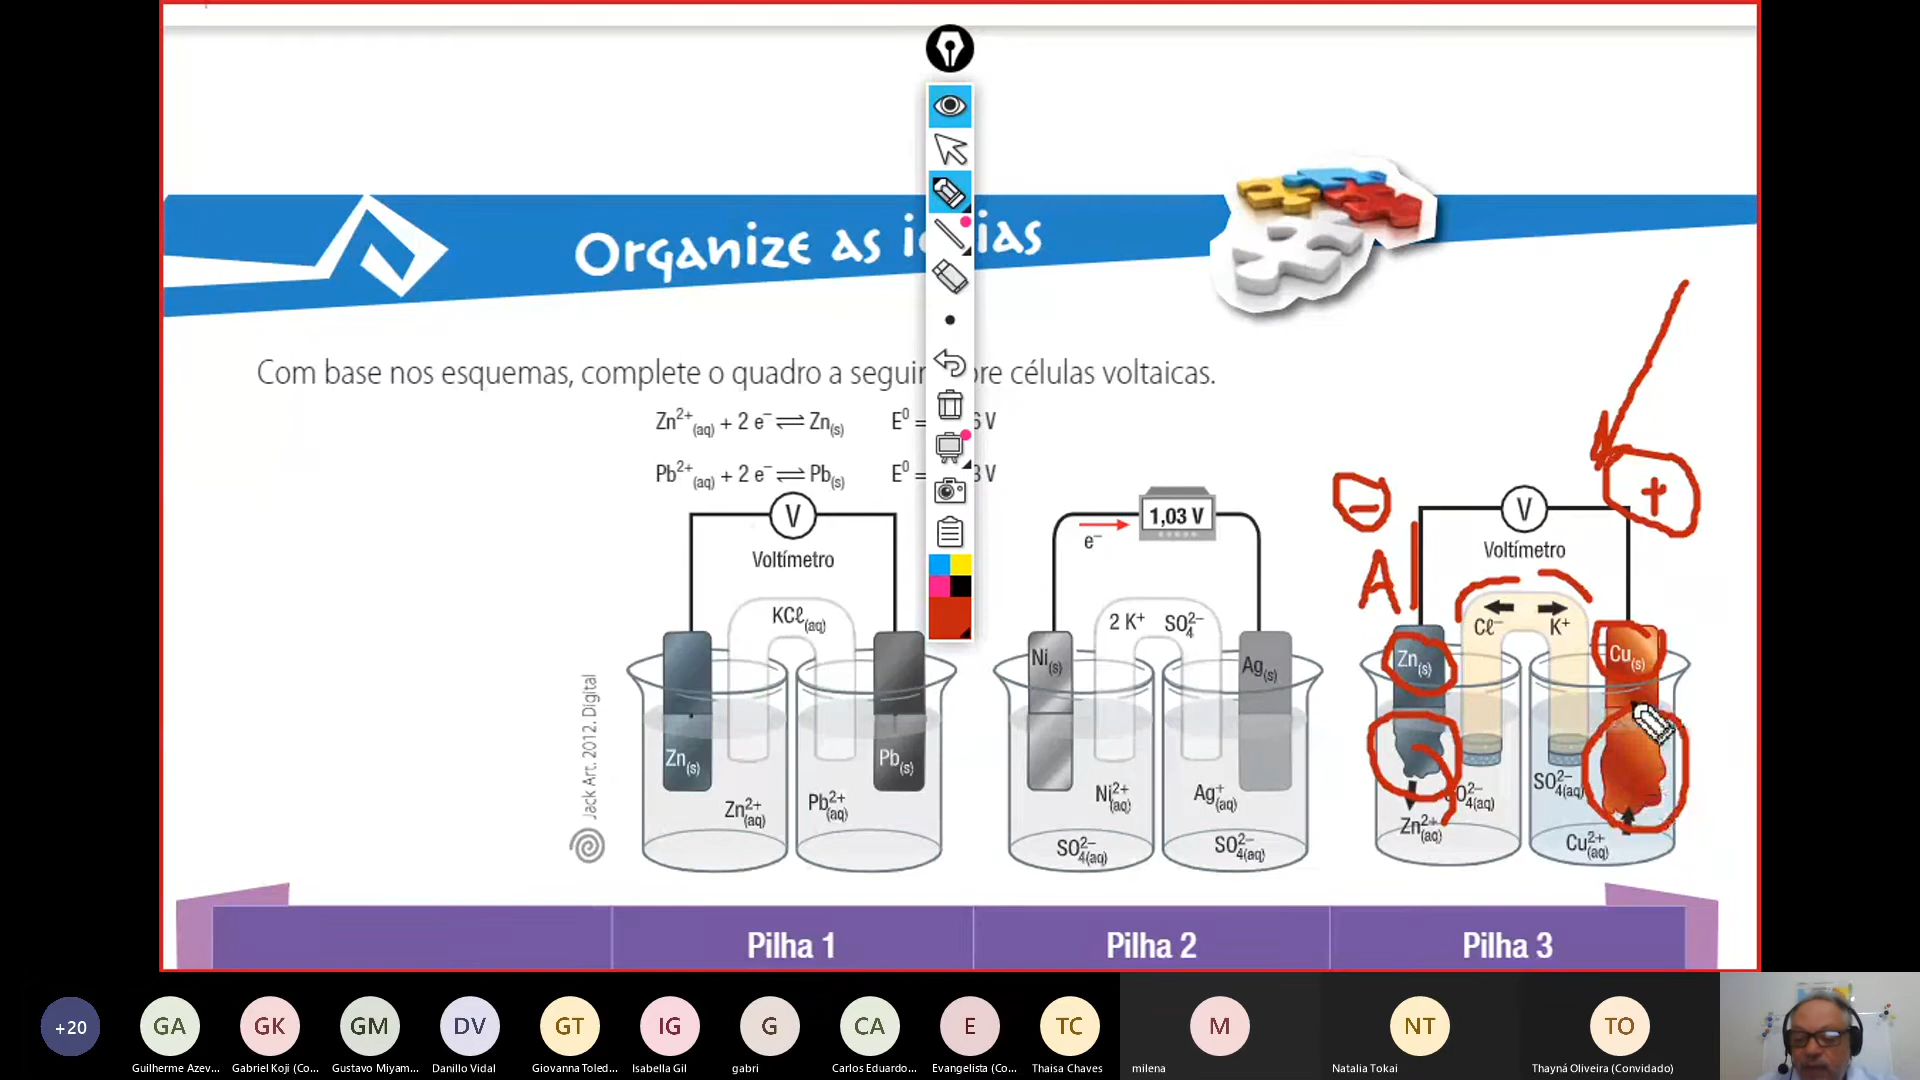 Organize as i ias
Com base nos esquemas, complete o quadro a seguir bre células voltaicas.
Zn²⁺(aq) + 2 e⁻ ⇌ Zn(s) E⁰ = 6 V
Pb²⁺(aq) + 2 e⁻ ⇌ Pb(s) E⁰ = 3 V
V
Voltímetro
KCℓ(aq)
Zn(s)
Pb(s)
Zn²⁺(aq)
Pb²⁺(aq)
Jack Art. 2012. Digital
1,03 V
e⁻
2 K⁺ SO₄²⁻
Ni(s)
Ag(s)
Ni²⁺(aq)
Ag⁺(aq)
SO₄²⁻(aq)
SO₄²⁻(aq)
−
+
A
V
Voltímetro
Cℓ⁻ K⁺
Zn(s)
Cu(s)
SO₄²⁻(aq)
SO₄²⁻(aq)
Zn²⁺(aq)
Cu²⁺(aq)
Pilha 1 Pilha 2 Pilha 3
+20 GA GK GM DV GT IG G CA E TC M NT TO
Guilherme Azev... Gabriel Koji (Co... Gustavo Miyam... Danillo Vidal Giovanna Toled... Isabella Gil gabri Carlos Eduardo... Evangelista (Co... Thaisa Chaves milena Natalia Tokai Thayná Oliveira (Convidado)